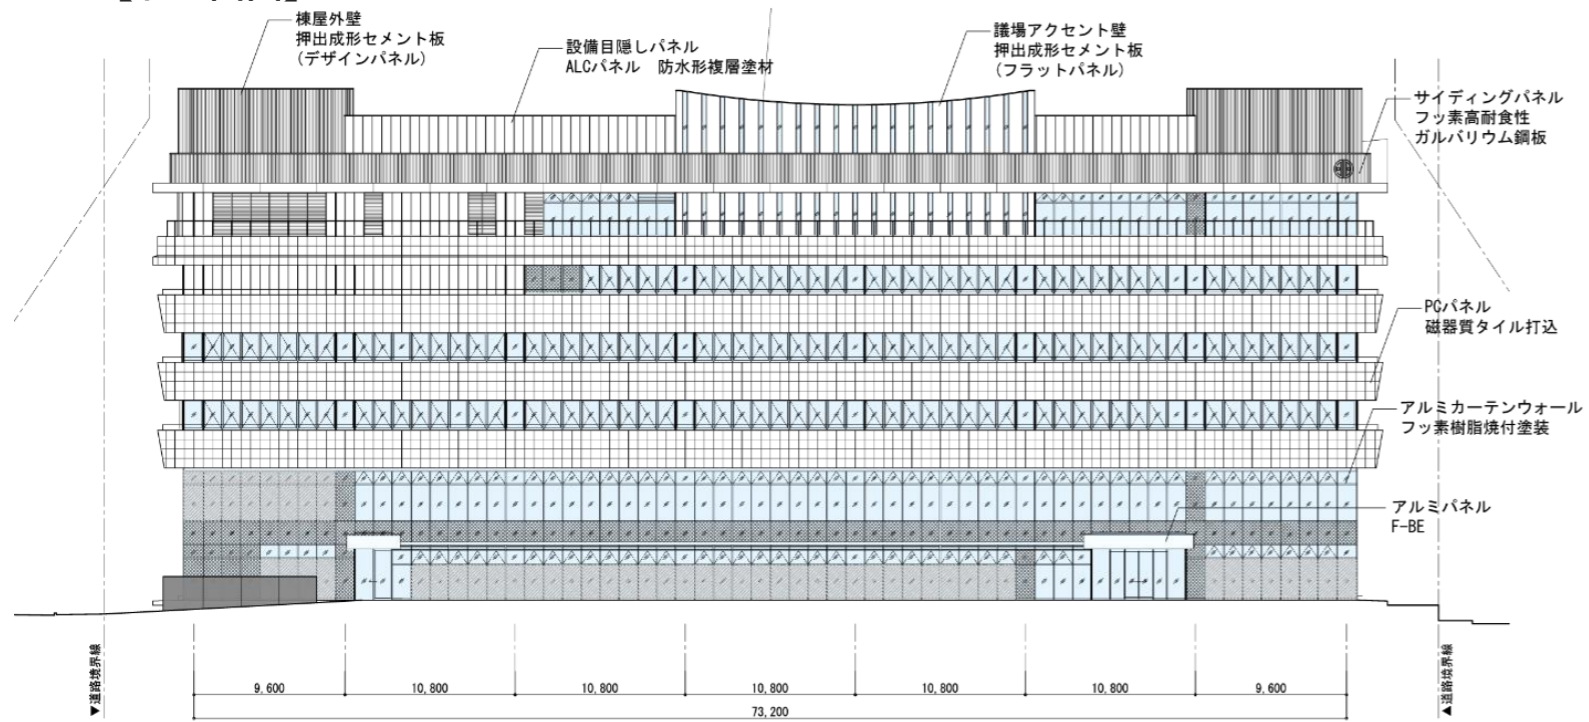 棟屋外壁
押出成形セメント板
(デザインパネル)
設備目隠しパネル
ALCパネル　防水形複層塗材
議場アクセント壁
押出成形セメント板
(フラットパネル)
サイディングパネル
フッ素高耐食性
ガルバリウム鋼板
PCパネル
磁器質タイル打込
アルミカーテンウォール
フッ素樹脂焼付塗装
アルミパネル
F-BE
▼道路境界線
▲道路境界線
9,600
10,800
10,800
10,800
10,800
10,800
9,600
73,200